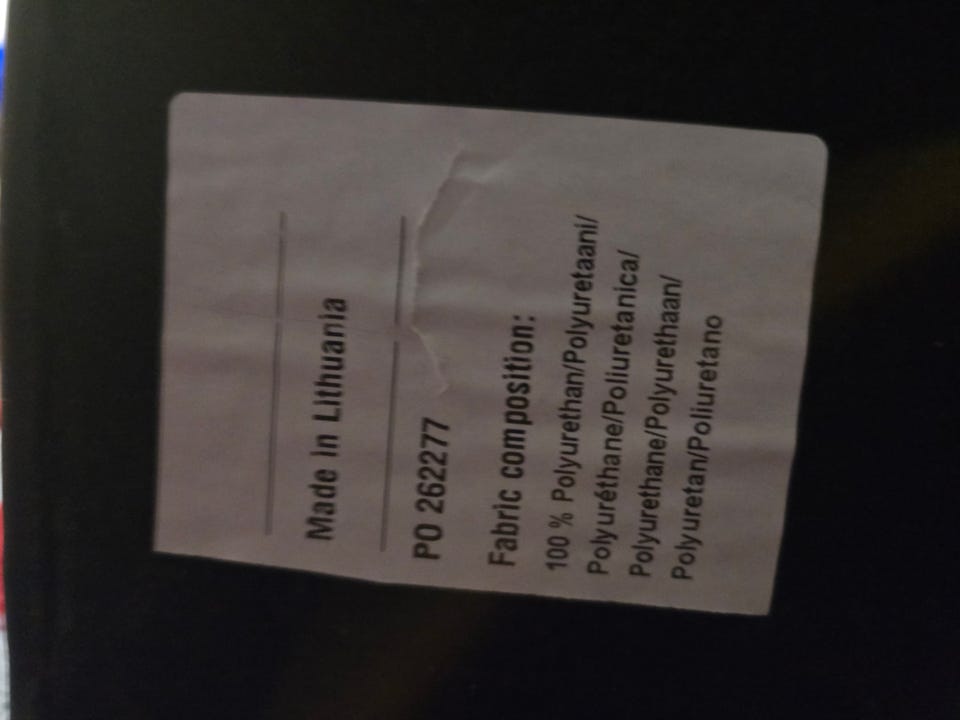 Made in Lithuania
PO 262277
Fabric composition:
100 % Polyurethan/Polyuretaani/
Polyuréthane/Poliuretanica/
Polyurethane/Polyurethaan/
Polyuretan/Poliuretano